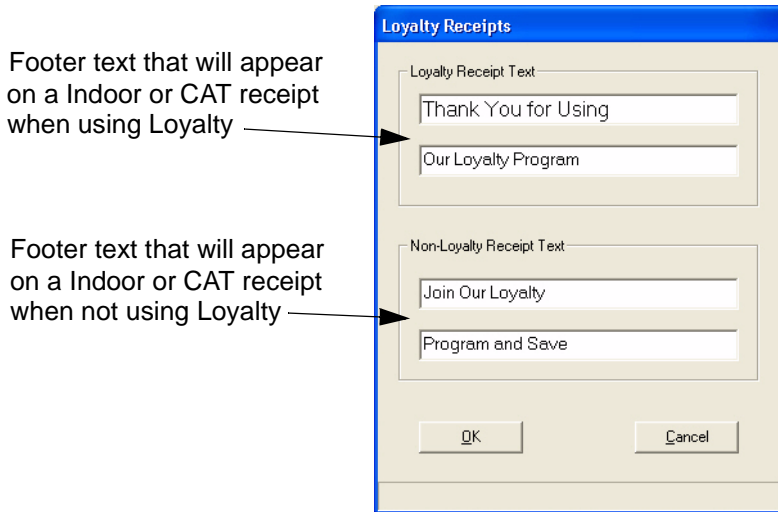 Loyalty Receipts
Footer text that will appear
on a Indoor or CAT receipt
when using Loyalty
Loyalty Receipt Text
Thank You for Using
Our Loyalty Program
Footer text that will appear
on a Indoor or CAT receipt
when not using Loyalty
Non-Loyalty Receipt Text
Join Our Loyalty
Program and Save
OK
Cancel